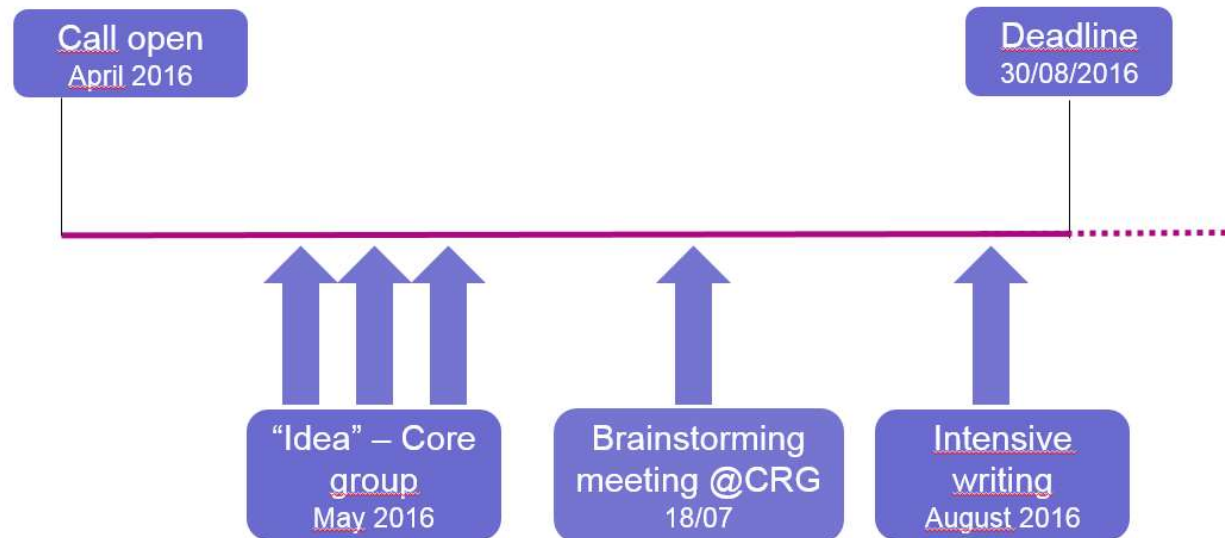 Call open
April 2016
Deadline
30/08/2016
“Idea” – Core
group
May 2016
Brainstorming
meeting @CRG
18/07
Intensive
writing
August 2016